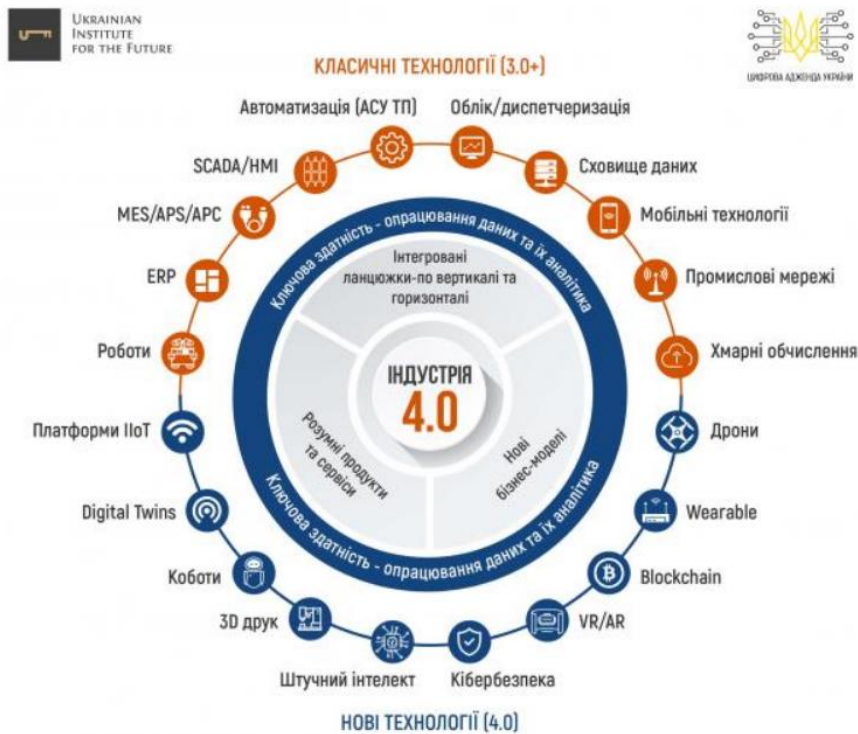 UKRAINIAN
INSTITUTE
FOR THE FUTURE
ЦИФРОВА АДЖЕНДА УКРАЇНИ
КЛАСИЧНІ ТЕХНОЛОГІЇ (3.0+)
Автоматизація (АСУ ТП)
Облік/диспетчеризація
SCADA/HMI
Сховище даних
MES/APS/APC
Мобільні технології
ERP
Промислові мережі
Роботи
Хмарні обчислення
Ключова здатність - опрацювання даних та їх аналітика
Інтегровані
ланцюжки-по вертикалі та
горизонталі
ІНДУСТРІЯ
4.0
Розумні продукти
та сервіси
Нові
бізнес-моделі
Ключова здатність - опрацювання даних та їх аналітика
Платформи IIoT
Дрони
Digital Twins
Wearable
Коботи
Blockchain
3D друк
VR/AR
Штучний інтелект
Кібербезпека
НОВІ ТЕХНОЛОГІЇ (4.0)